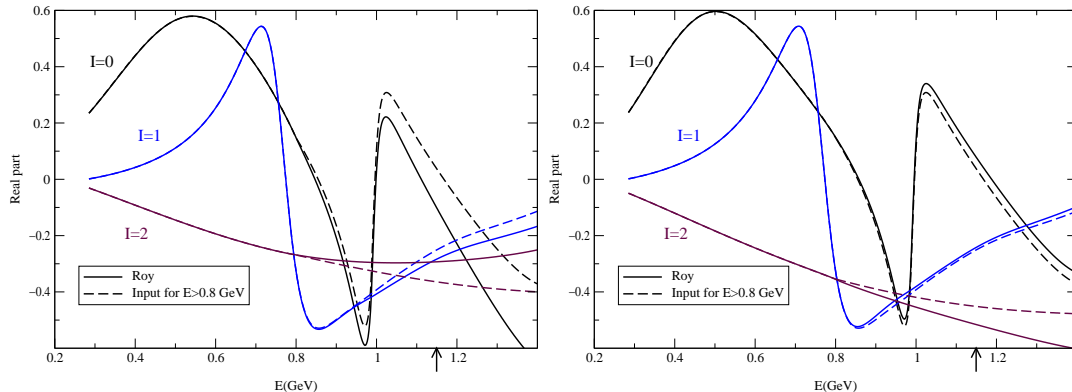 0.6
0.4
0.2
0
-0.2
-0.4
Real part
I=0
I=1
I=2
Roy
Input for E>0.8 GeV
0.2 0.4 0.6 0.8 1 1.2
E(GeV)
0.6
0.4
0.2
0
-0.2
-0.4
Real part
I=0
I=1
I=2
Roy
Input for E>0.8 GeV
0.2 0.4 0.6 0.8 1 1.2
E(GeV)